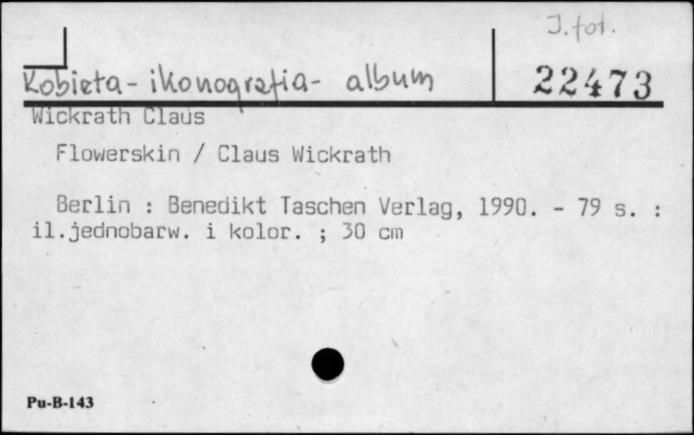 I. fot.
Kobieta - ikonografia - album
22473
Wickrath Claus
Flowerskin / Claus Wickrath
Berlin : Benedikt Taschen Verlag, 1990. - 79 s. :
il.jednobarw. i kolor. ; 30 cm
Pu-B-143